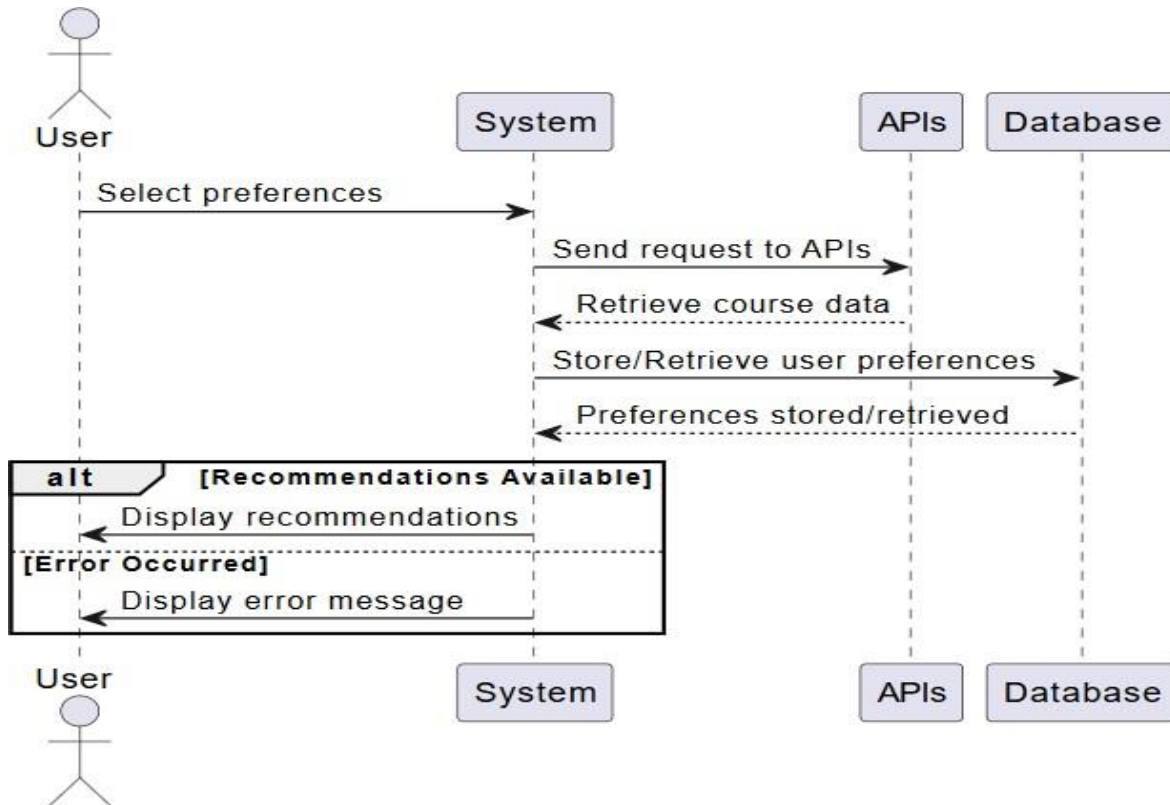 User
System
APIs
Database
Select preferences
Send request to APIs
Retrieve course data
Store/Retrieve user preferences
Preferences stored/retrieved
alt
[Recommendations Available]
Display recommendations
[Error Occurred]
Display error message
User
System
APIs
Database